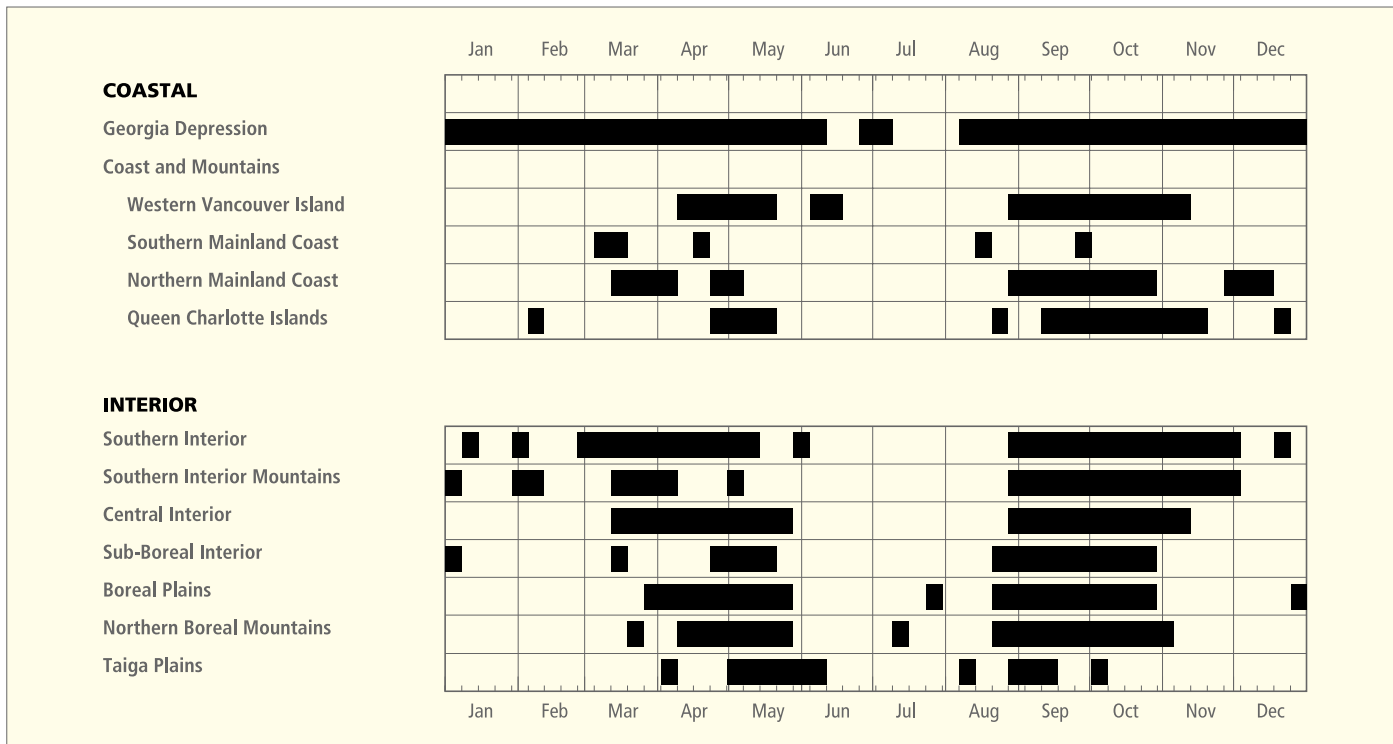 Jan Feb Mar Apr May Jun Jul Aug Sep Oct Nov Dec
COASTAL
Georgia Depression
Coast and Mountains
Western Vancouver Island
Southern Mainland Coast
Northern Mainland Coast
Queen Charlotte Islands
INTERIOR
Southern Interior
Southern Interior Mountains
Central Interior
Sub-Boreal Interior
Boreal Plains
Northern Boreal Mountains
Taiga Plains
Jan Feb Mar Apr May Jun Jul Aug Sep Oct Nov Dec